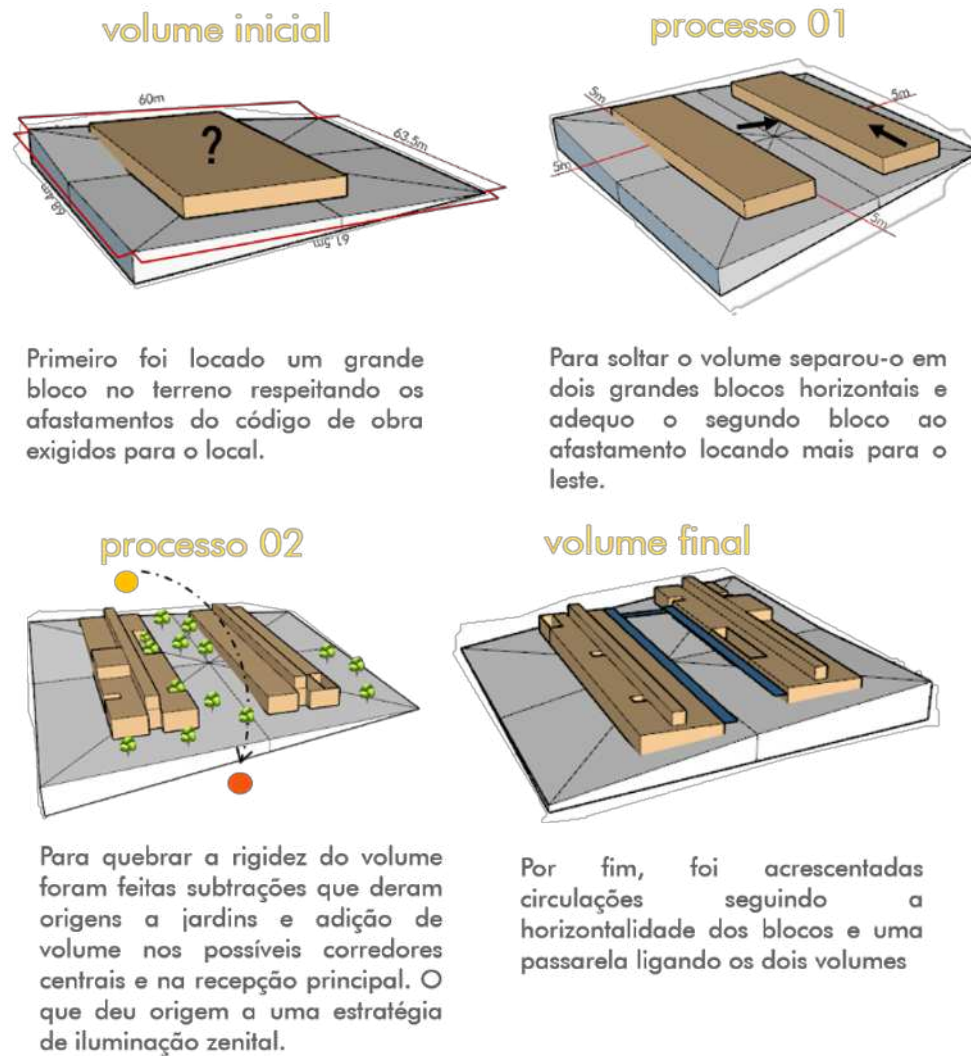 volume inicial
60m
?
63.5m
68.4m
61.5m
Primeiro foi locado um grande
bloco no terreno respeitando os
afastamentos do código de obra
exigidos para o local.
processo 01
5m
5m
5m
5m
Para soltar o volume separou-o em
dois grandes blocos horizontais e
adequo o segundo bloco ao
afastamento locando mais para o
leste.
processo 02
Para quebrar a rigidez do volume
foram feitas subtrações que deram
origens a jardins e adição de
volume nos possíveis corredores
centrais e na recepção principal. O
que deu origem a uma estratégia
de iluminação zenital.
volume final
Por fim, foi acrescentadas
circulações seguindo a
horizontalidade dos blocos e uma
passarela ligando os dois volumes